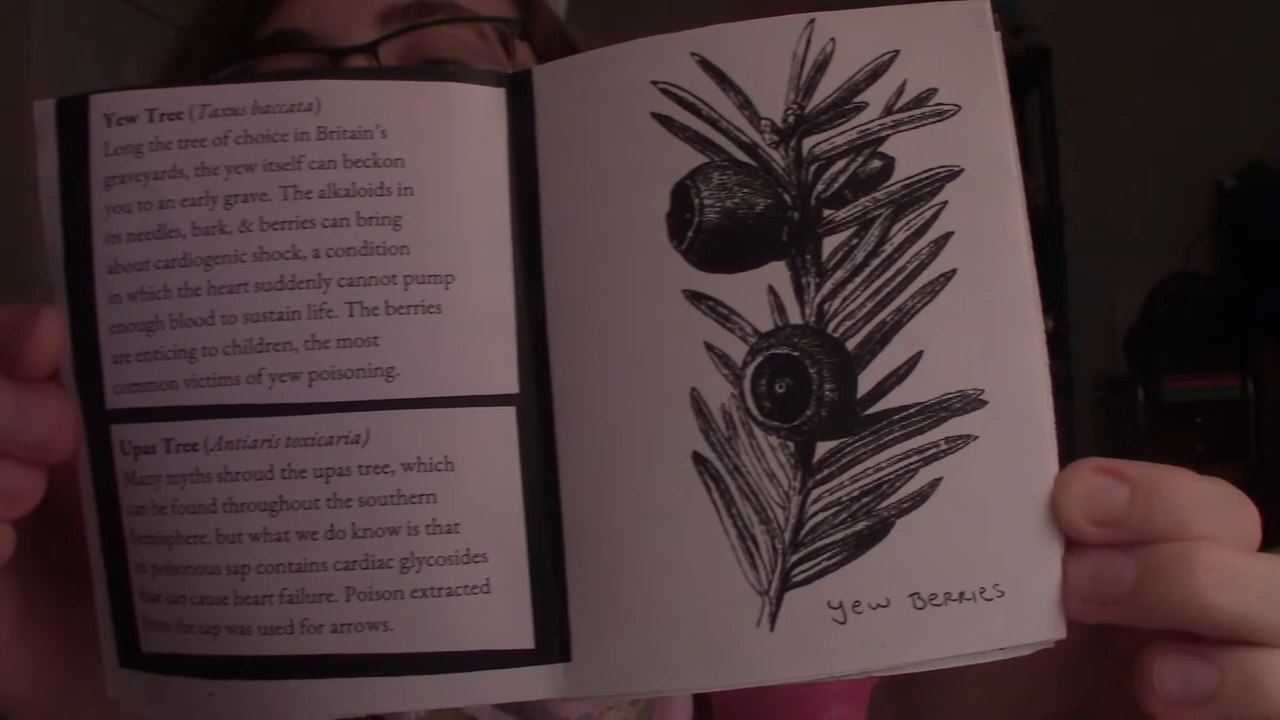 Yew Tree (Taxus baccata)
Long the tree of choice in Britain's
graveyards, the yew itself can beckon
you to an early grave. The alkaloids in
its needles, bark, & berries can bring
about cardiogenic shock, a condition
in which the heart suddenly cannot pump
enough blood to sustain life. The berries
are enticing to children, the most
common victims of yew poisoning.
Upas Tree (Antiaris toxicaria)
Many myths shroud the upas tree, which
can be found throughout the southern
hemisphere, but what we do know is that
its poisonous sap contains cardiac glycosides
that can cause heart failure. Poison extracted
from the sap was used for arrows.
Yew Berries